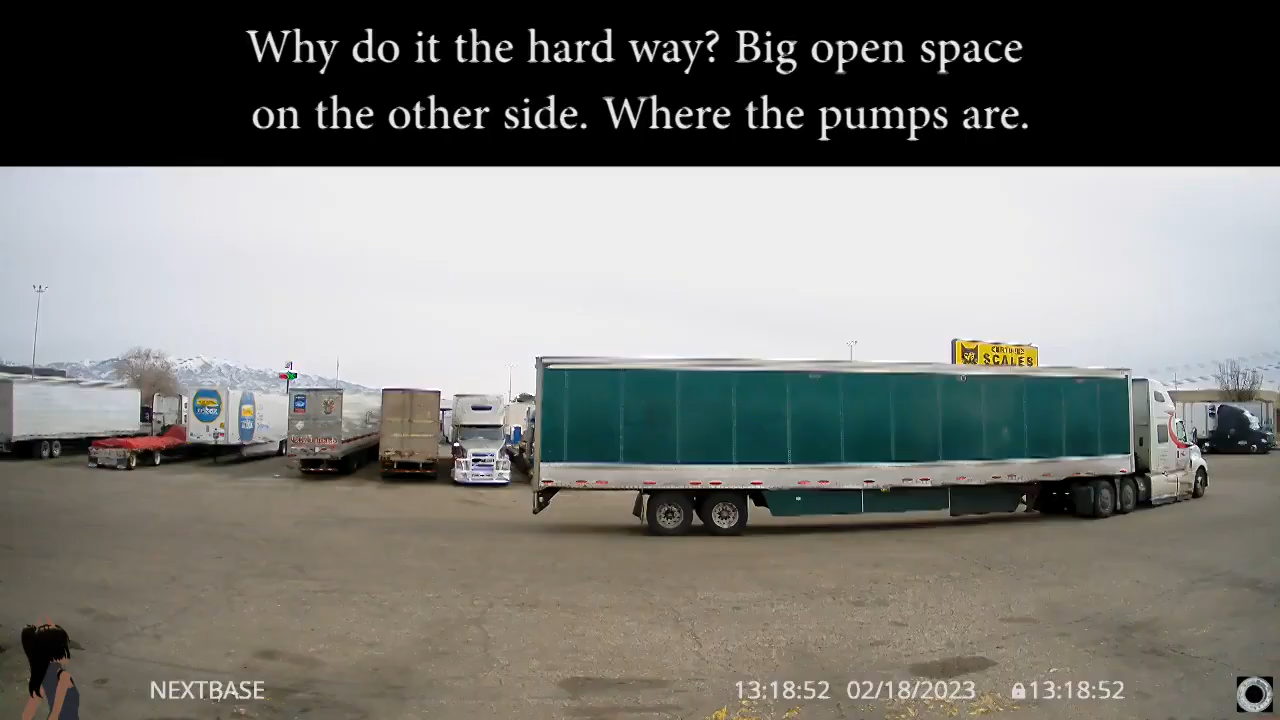 Why do it the hard way? Big open space
on the other side. Where the pumps are.
CERTIFIED
SCALES
NEXTBASE
13:18:52 02/18/2023 13:18:52